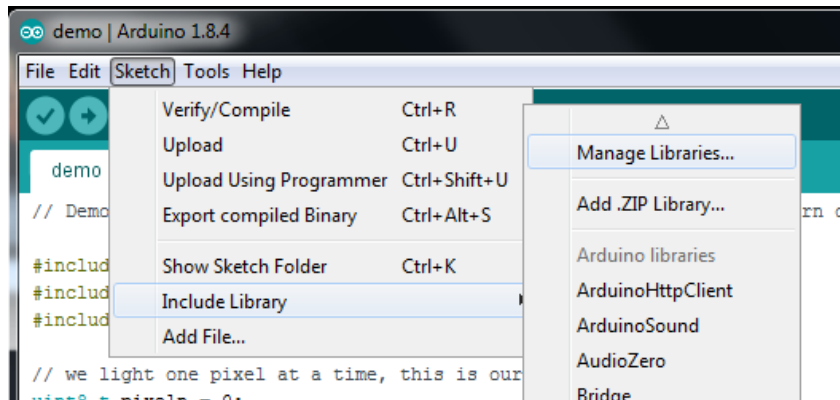 demo | Arduino 1.8.4
File Edit Sketch Tools Help
Verify/Compile Ctrl+R
Upload Ctrl+U
Upload Using Programmer Ctrl+Shift+U
Export compiled Binary Ctrl+Alt+S
Show Sketch Folder Ctrl+K
Include Library
Add File...
Manage Libraries...
Add .ZIP Library...
Arduino libraries
ArduinoHttpClient
ArduinoSound
AudioZero
Bridge
demo
// Demo
#includ
#includ
#includ
// we light one pixel at a time, this is our
uint8_t pixeln = 0;